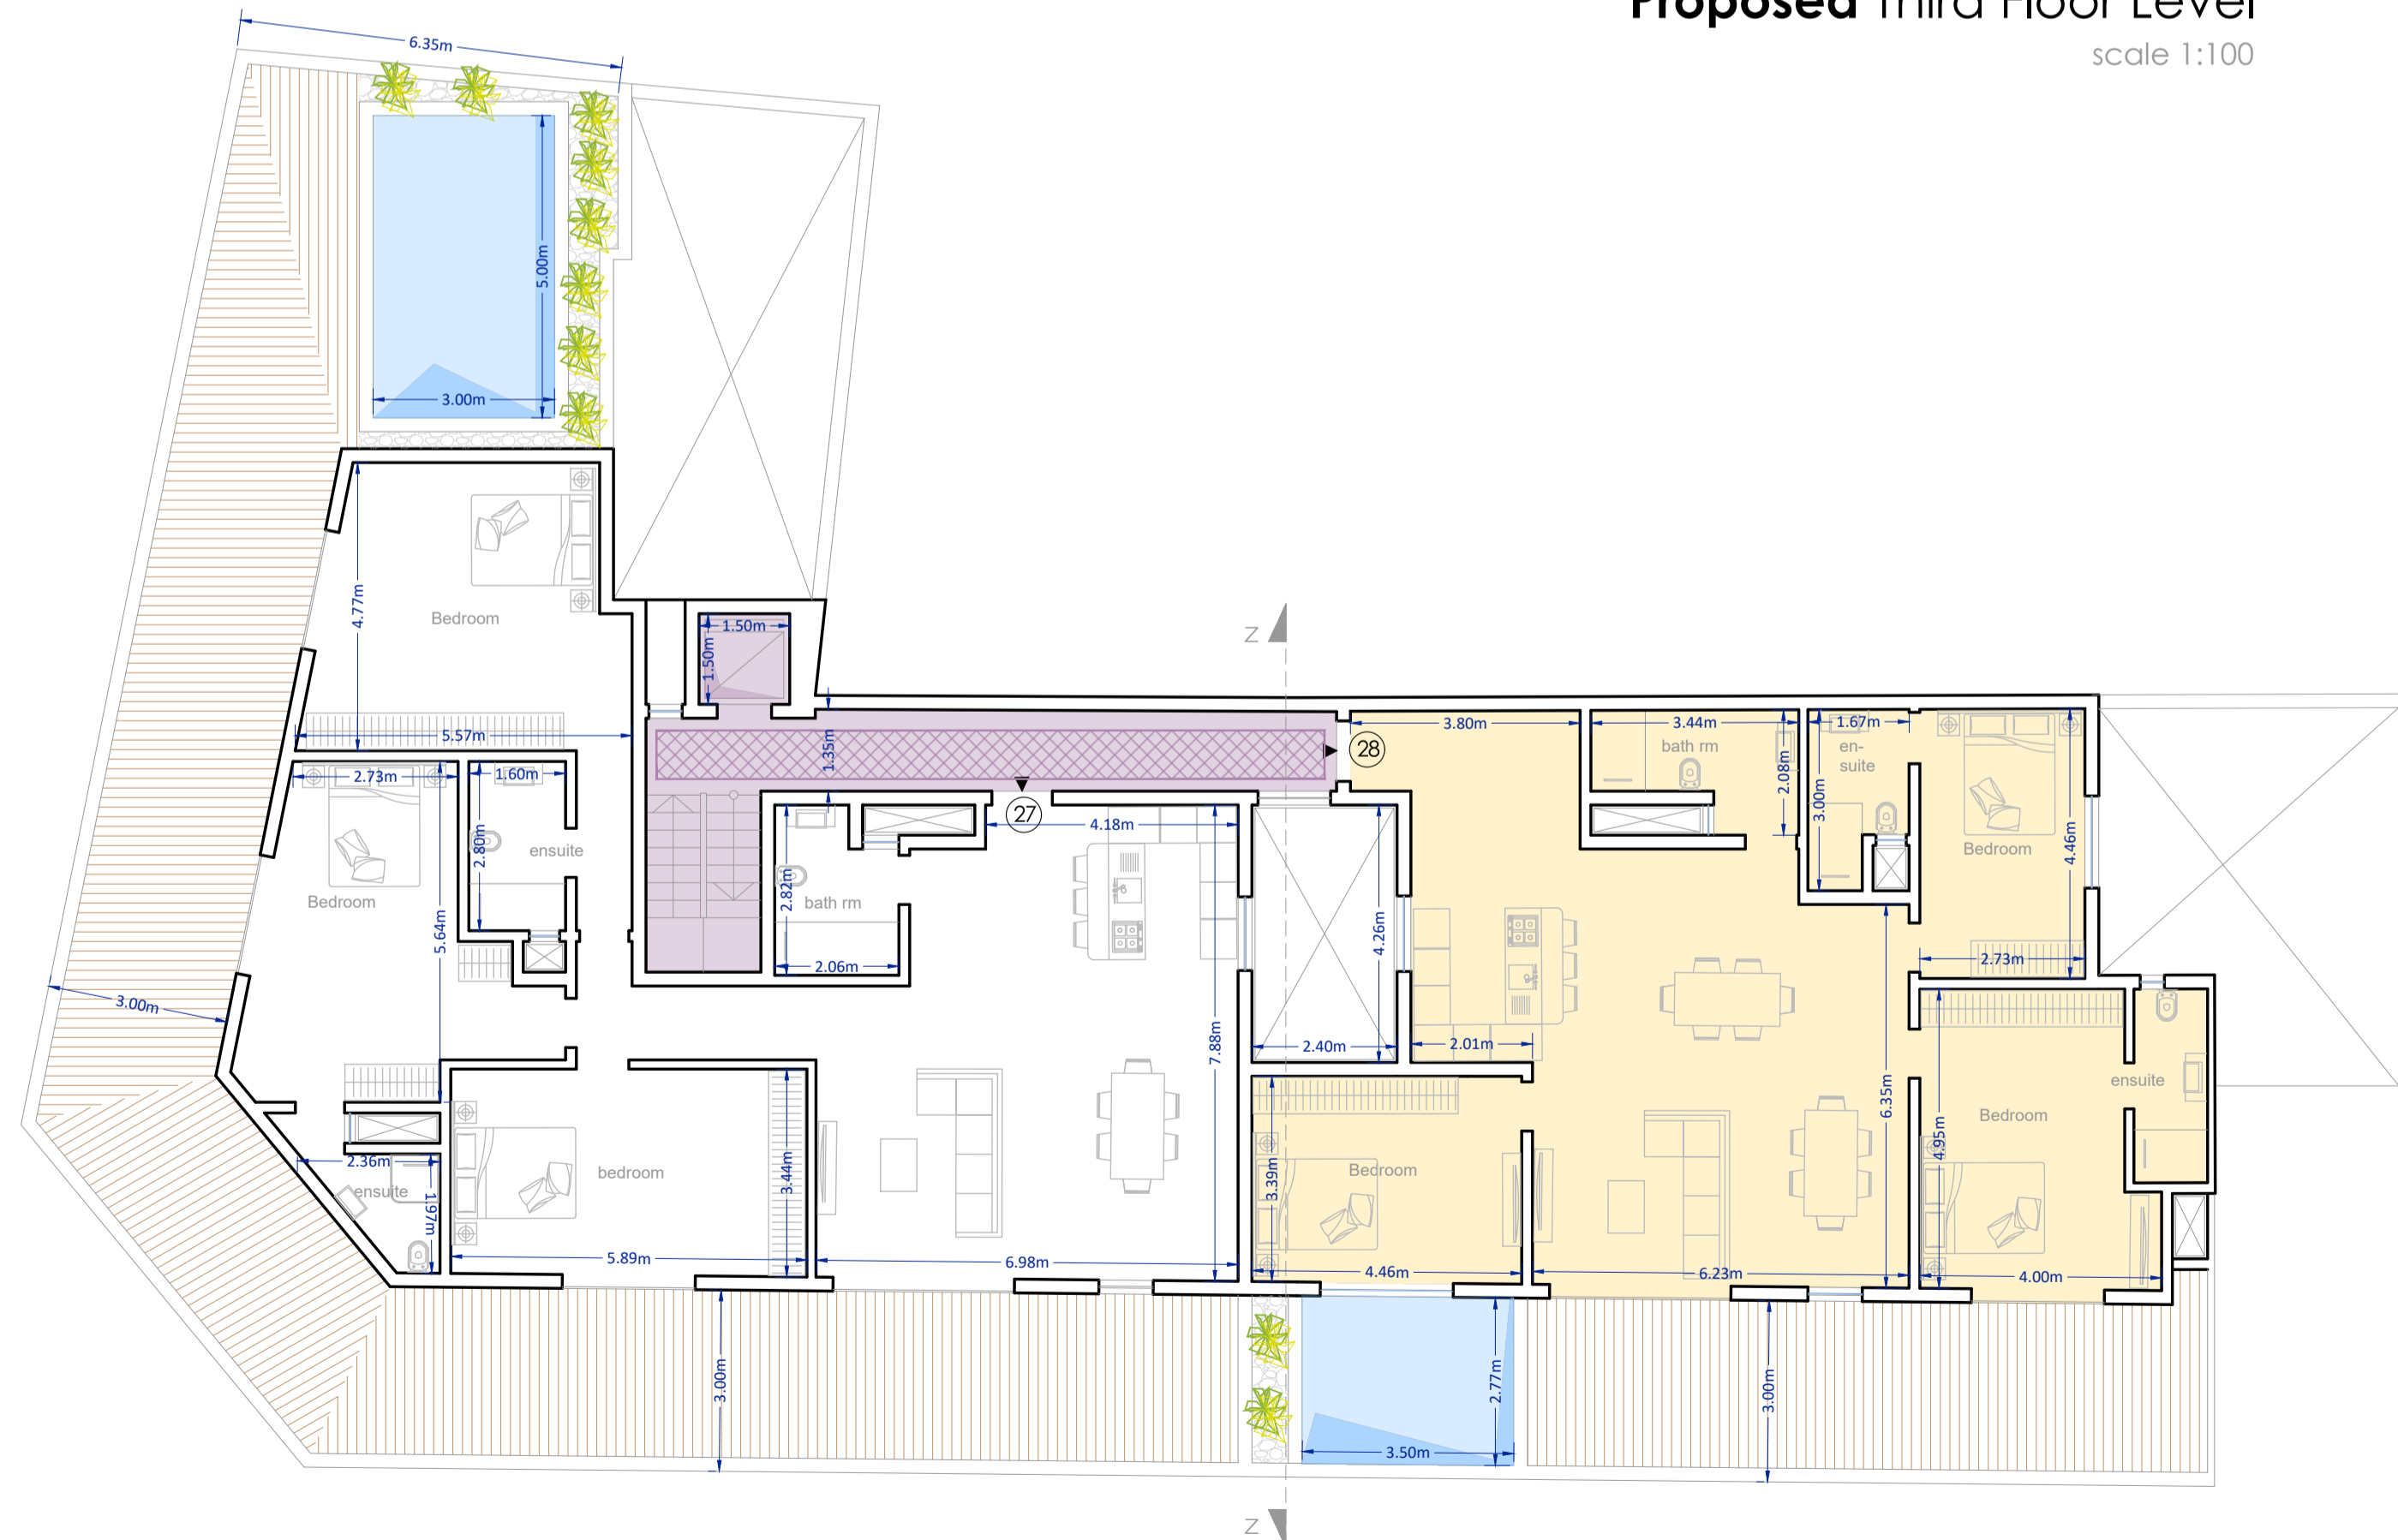 Proposed Third Floor Level
scale 1:100
6.35m
5.00m
3.00m
4.77m
Bedroom
5.57m
1.50m
1.50m
1.35m
Z
28
27
3.80m
3.44m
bath rm
2.08m
1.67m
en-
suite
3.00m
Bedroom
4.46m
2.73m
2.73m
1.60m
2.80m
ensuite
Bedroom
5.64m
3.00m
4.18m
2.82m
bath rm
2.06m
7.88m
4.26m
2.40m
2.01m
6.35m
4.95m
ensuite
Bedroom
4.00m
2.36m
ensuite
1.97m
bedroom
3.44m
5.89m
6.98m
3.39m
Bedroom
4.46m
6.23m
3.00m
2.77m
3.50m
3.00m
Z